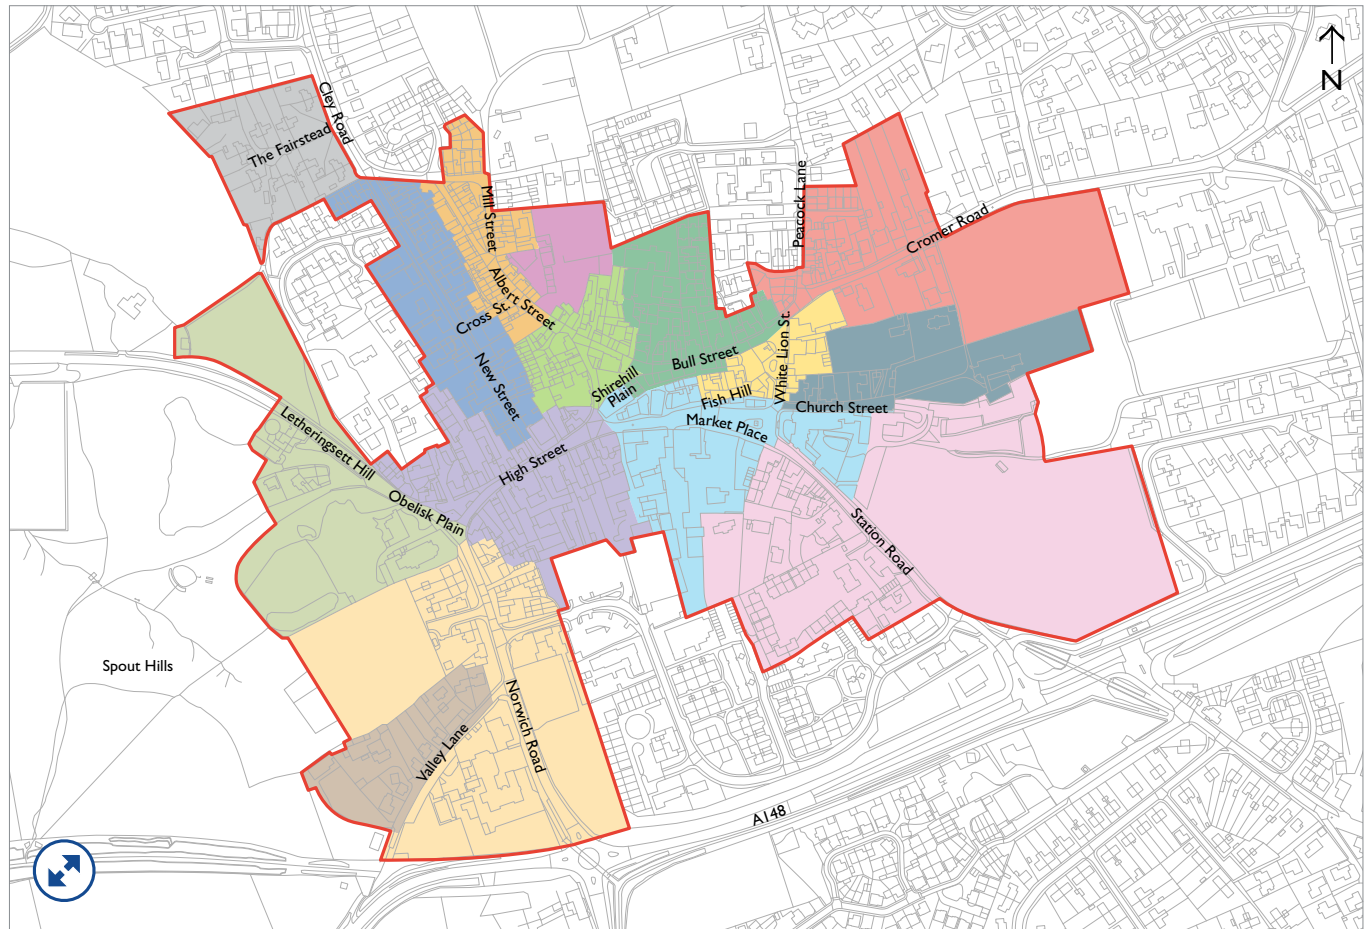 N
Cley Road
The Fairstead
Mill Street
Peacock Lane
Cromer Road
Albert Street
Cross St.
New Street
Shirehill
Plain
Bull Street
White Lion St.
Fish Hill
Church Street
Market Place
Letheringsett Hill
High Street
Obelisk Plain
Station Road
Spout Hills
Norwich Road
Valley Lane
A148